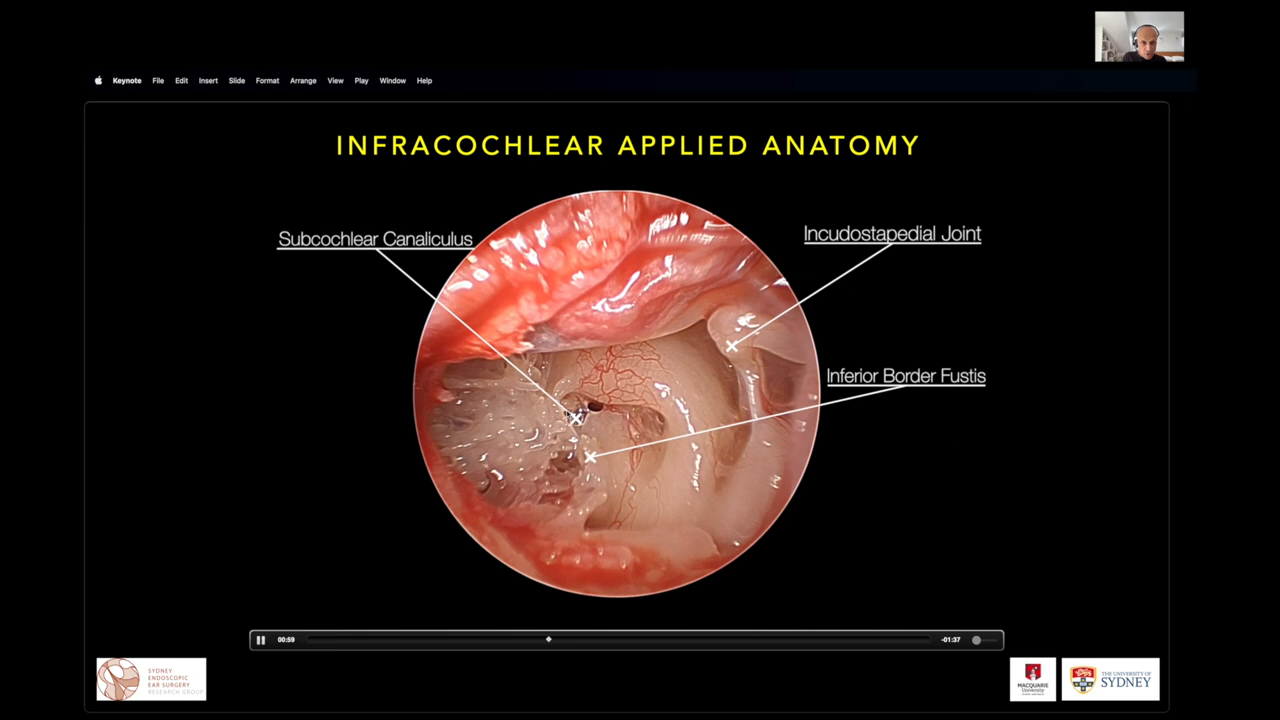 Keynote File Edit Insert Slide Format Arrange View Play Window Help
INFRACOCHLEAR APPLIED ANATOMY
Subcochlear Canaliculus
Incudostapedial Joint
Inferior Border Fustis
00:59
-01:37
SYDNEY
ENDOSCOPIC
EAR SURGERY
RESEARCH GROUP
MACQUARIE
University
THE UNIVERSITY OF
SYDNEY